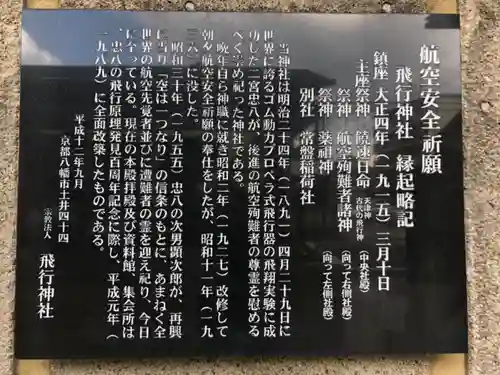 航空安全祈願
飛行神社 縁起略記
鎮座 大正四年(一九一五)三月十日
主座祭神 饒速日命 天津神 古代の飛行神 (中央社殿)
祭神 航空殉難者諸神 (向って右側社殿)
祭神 薬祖神 (向って左側社殿)
別社 常盤稲荷社
当神社は明治二十四年(一八九一)四月二十九日に
世界に誇るゴム動力プロペラ式飛行器の飛翔実験に成
功した二宮忠八が、後進の航空殉難者の尊霊を慰める
べく崇め祀った神社である。
晩年自ら神職に就き昭和二年(一九二七)改修して
朝夕航空安全祈願の奉仕をしたが、昭和十一年(一九
三六)に没した。
昭和三十年(一九五五)忠八の次男顕次郎が、再興
に当り「空は一つなり」の信条のもとに、あまねく全
世界の航空先覚者並びに遭難者の霊を迎え祀り、今日
に至っている。現在の本殿拝殿及び資料館、集会所は
、忠八の飛行原理発見百周年記念に際し、平成元年(
一九八九)に全面改築したものである。
平成十二年九月
京都八幡市土井四十四
宗教法人 飛行神社